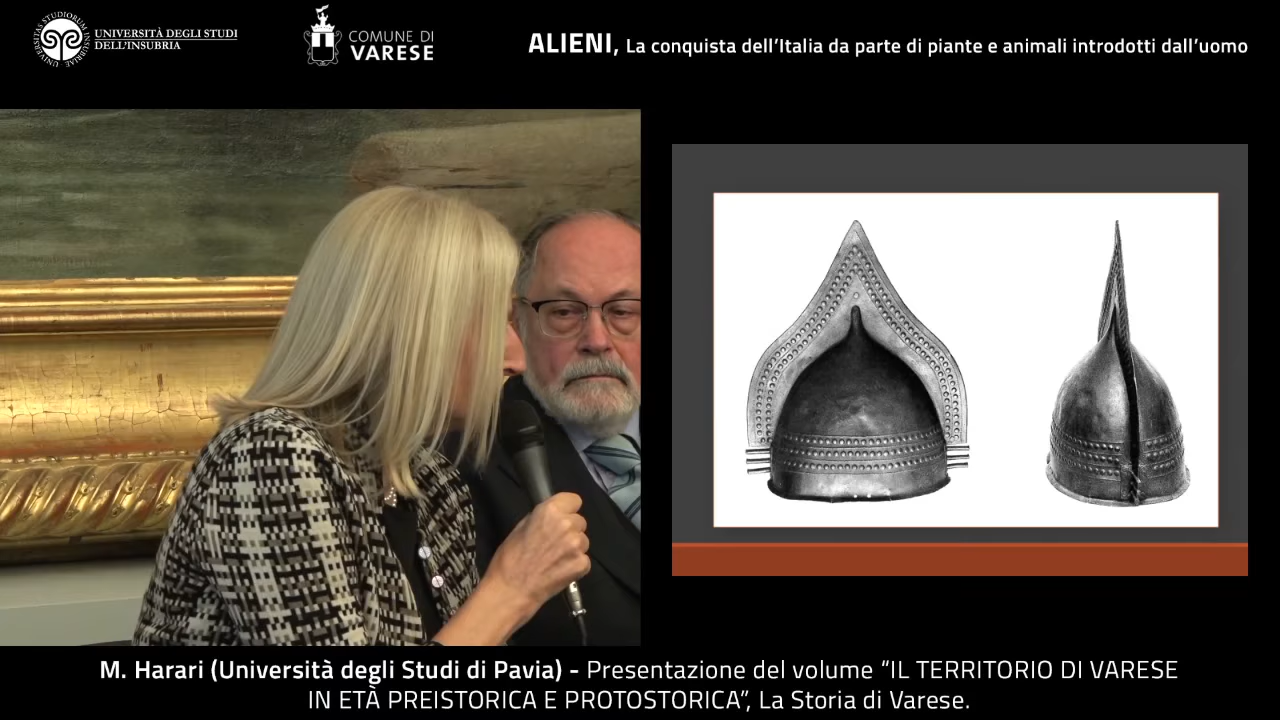 UNIVERSITÀ DEGLI STUDI
DELL'INSUBRIA
COMUNE DI
VARESE
ALIENI, La conquista dell'Italia da parte di piante e animali introdotti dall'uomo
M. Harari (Università degli Studi di Pavia) - Presentazione del volume “IL TERRITORIO DI VARESE
IN ETÀ PREISTORICA E PROTOSTORICA”, La Storia di Varese.